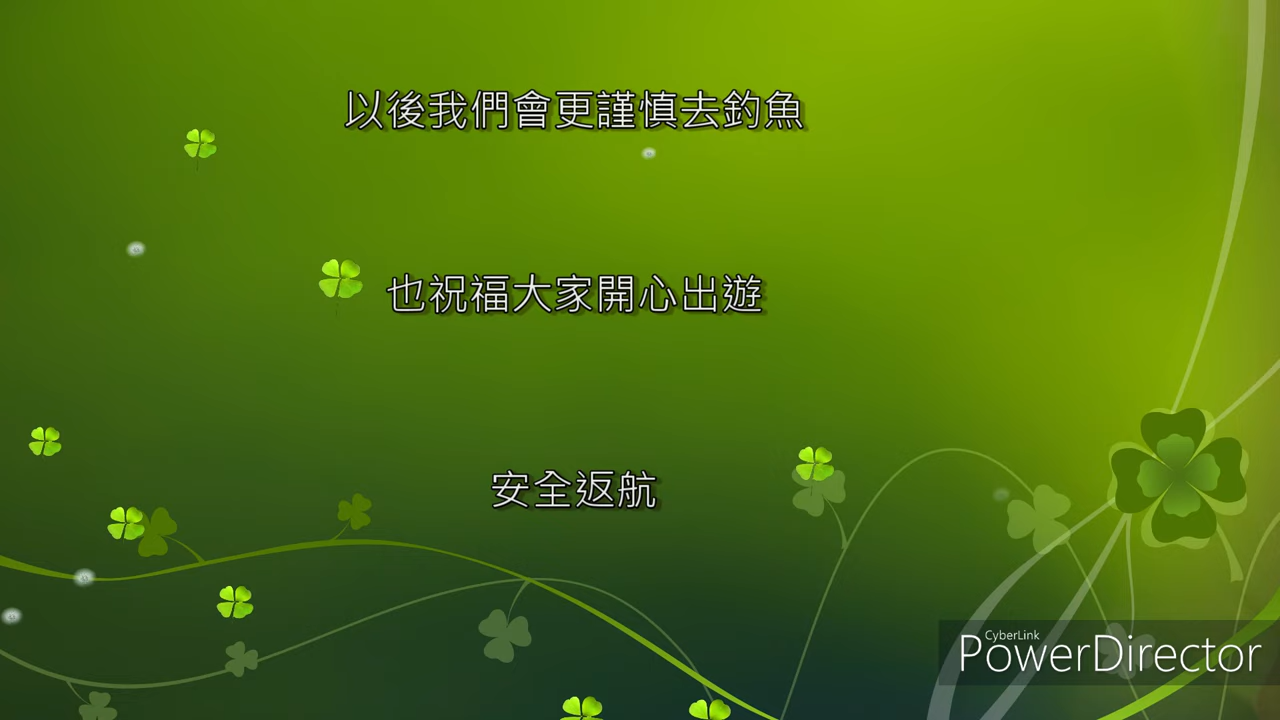 以後我們會更謹慎去釣魚
也祝福大家開心出遊
安全返航
CyberLink
PowerDirector